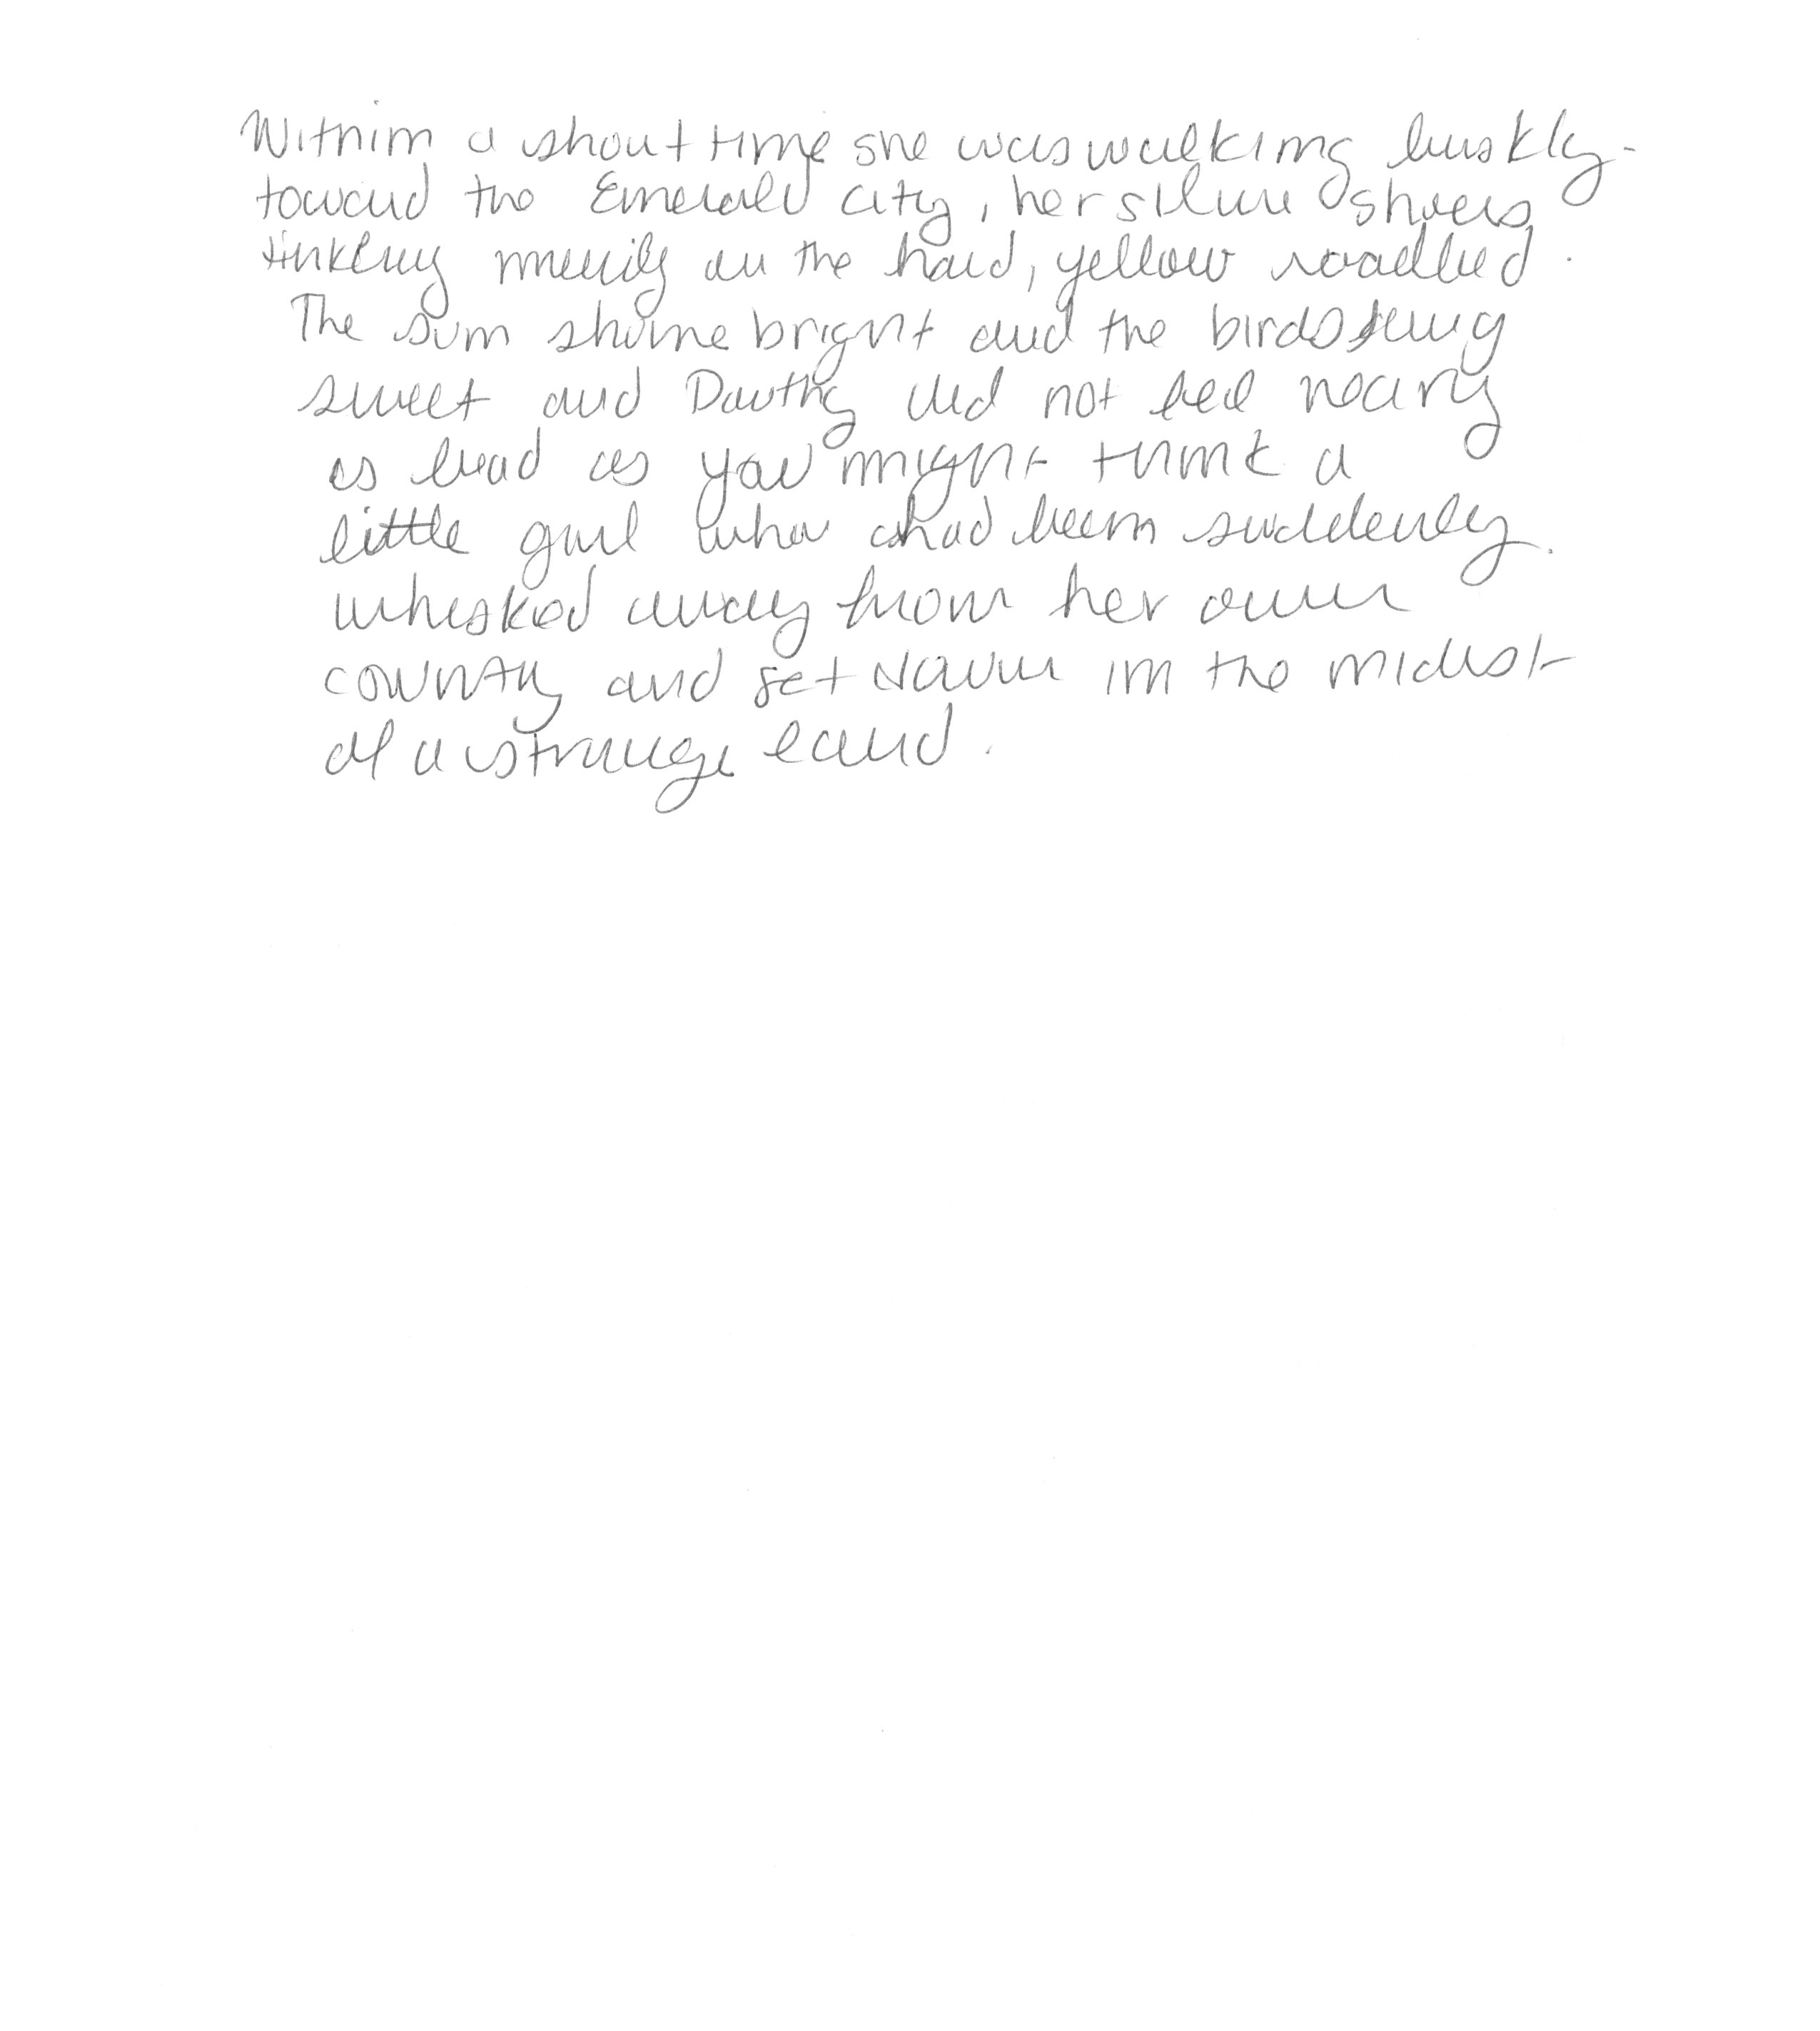 Within a short time she was walking briskly
toward the Emerald City, her silver shoes
tinkling merrily on the hard, yellow roadbed.
The sun shone bright and the birds sung
sweet and Dorothy did not feel nearly
as bad as you might think a
little girl who had been suddenly
whisked away from her own
country and set down in the midst
of a strange land.